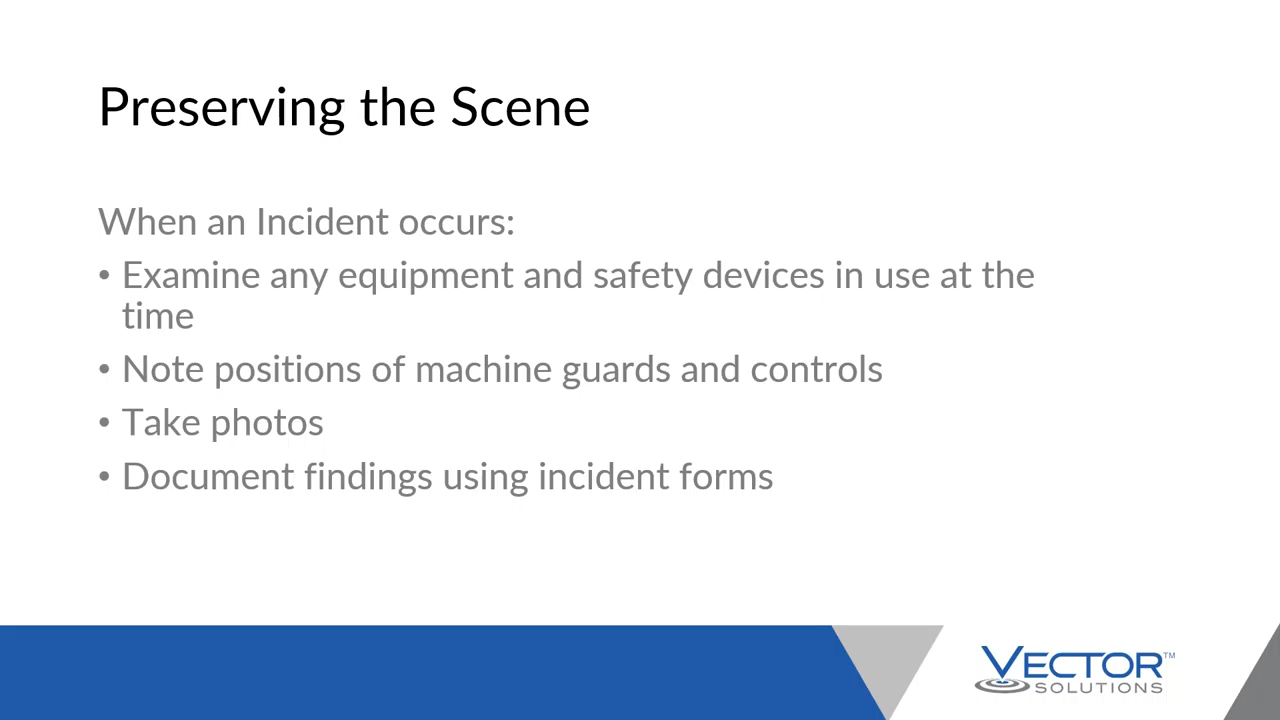 Preserving the Scene
When an Incident occurs:
• Examine any equipment and safety devices in use at the
time
• Note positions of machine guards and controls
• Take photos
• Document findings using incident forms
VECTOR™
SOLUTIONS